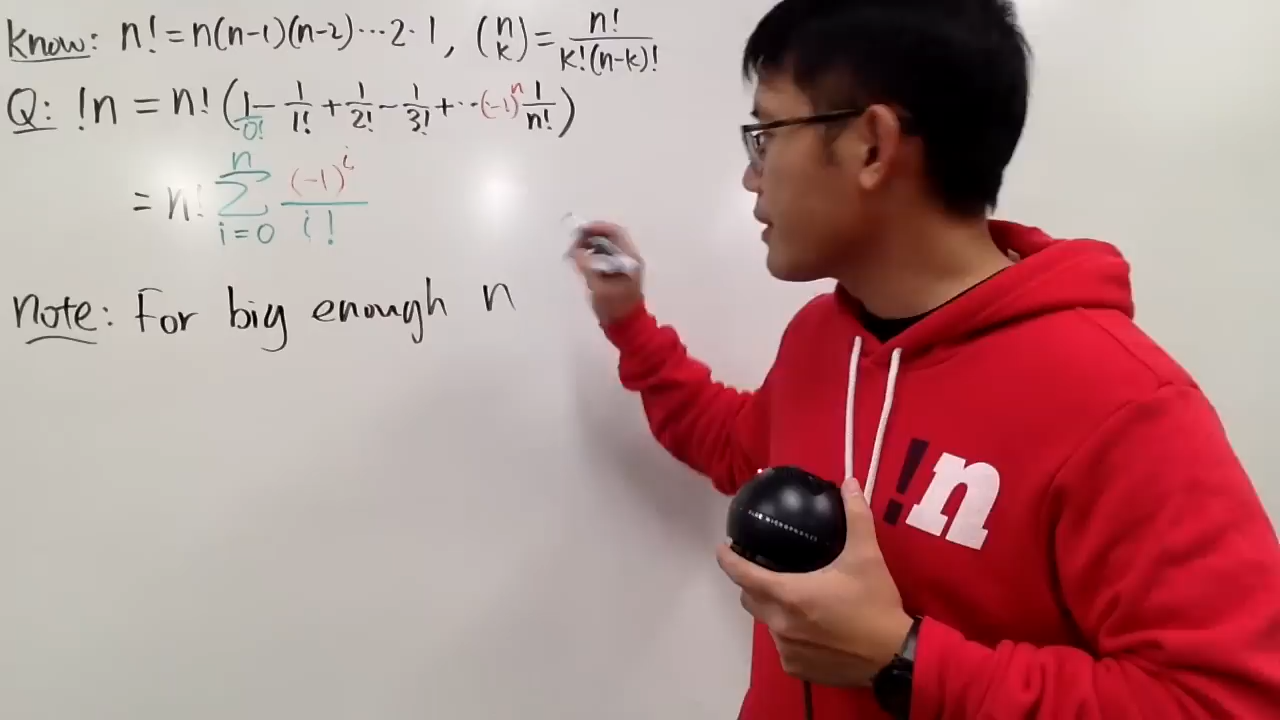 Know: n! = n(n-1)(n-2)...2·1, (n k) = n!/k!(n-k)!
Q: !n = n! (1/0! - 1/1! + 1/2! - 1/3! + ... (-1)^n 1/n!)
= n! Σ_{i=0}^{n} (-1)^i / i!
Note: For big enough n
!n